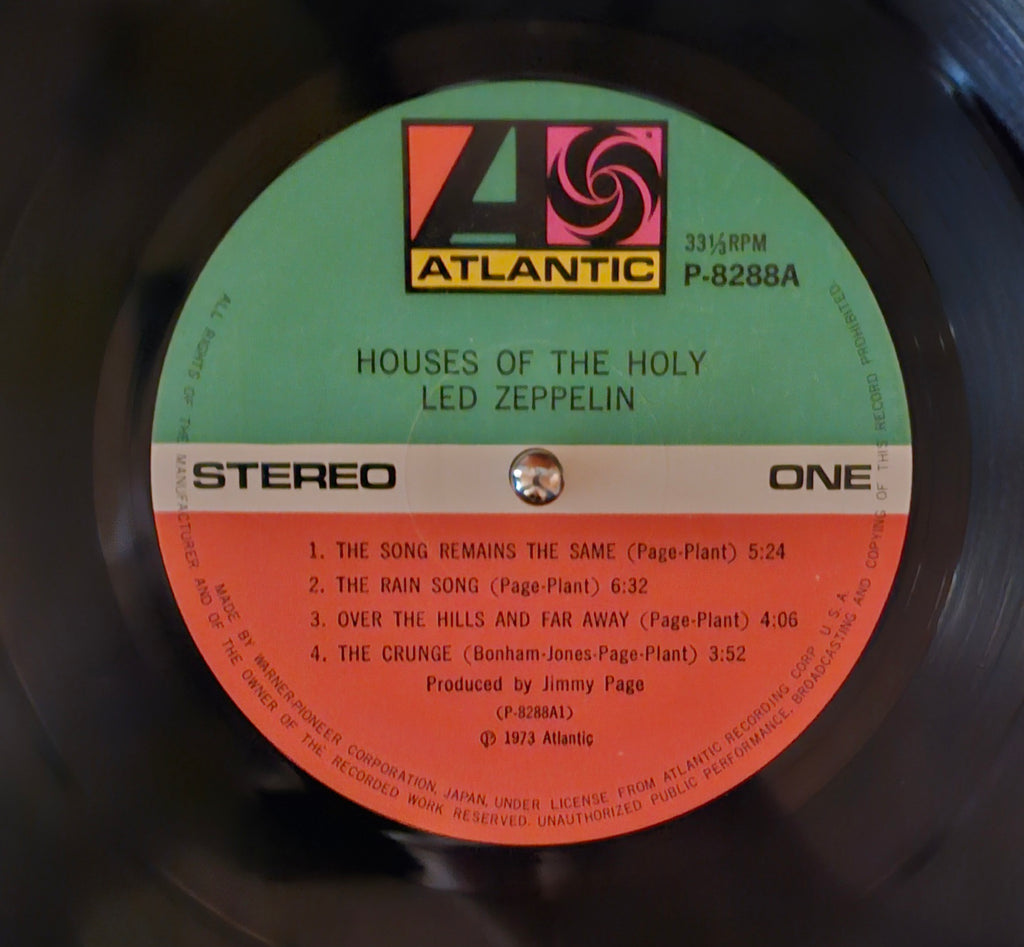 ATLANTIC
33⅓ RPM
P-8288A
HOUSES OF THE HOLY
LED ZEPPELIN
STEREO
ONE
1. THE SONG REMAINS THE SAME (Page-Plant) 5:24
2. THE RAIN SONG (Page-Plant) 6:32
3. OVER THE HILLS AND FAR AWAY (Page-Plant) 4:06
4. THE CRUNGE (Bonham-Jones-Page-Plant) 3:52
Produced by Jimmy Page
(P-8288A1)
Ⓟ 1973 Atlantic
MADE BY WARNER-PIONEER CORPORATION, JAPAN, UNDER LICENSE FROM ATLANTIC RECORDING CORP. U.S.A.
ALL RIGHTS OF THE MANUFACTURER AND OF THE OWNER OF THE RECORDED WORK RESERVED. UNAUTHORIZED PUBLIC PERFORMANCE, BROADCASTING AND COPYING OF THIS RECORD PROHIBITED.